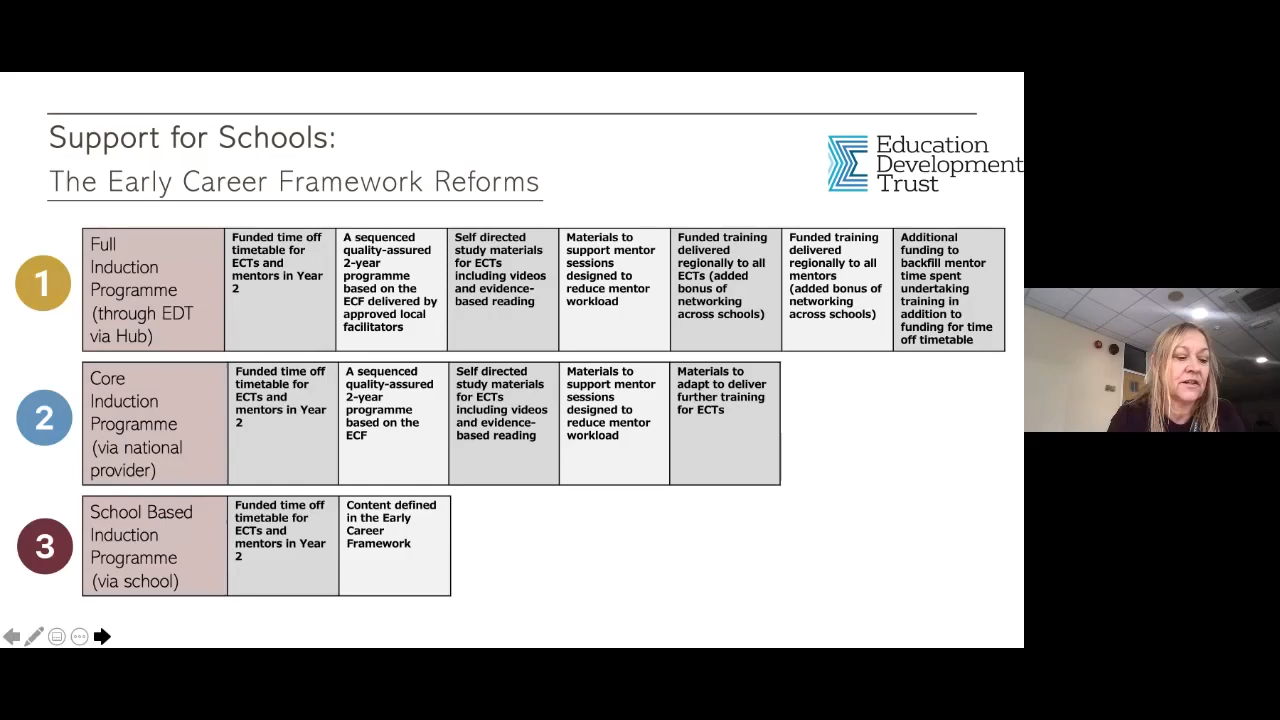 Support for Schools:
The Early Career Framework Reforms
Education
Development
Trust
1
Full
Induction
Programme
(through EDT
via Hub)
Funded time off
timetable for
ECTs and
mentors in Year
2
A sequenced
quality-assured
2-year
programme
based on the
ECF delivered by
approved local
facilitators
Self directed
study materials
for ECTs
including videos
and evidence-
based reading
Materials to
support mentor
sessions
designed to
reduce mentor
workload
Funded training
delivered
regionally to all
ECTs (added
bonus of
networking
across schools)
Funded training
delivered
regionally to all
mentors
(added bonus of
networking
across schools)
Additional
funding to
backfill mentor
time spent
undertaking
training in
addition to
funding for time
off timetable
2
Core
Induction
Programme
(via national
provider)
Funded time off
timetable for
ECTs and
mentors in Year
2
A sequenced
quality-assured
2-year
programme
based on the
ECF
Self directed
study materials
for ECTs
including videos
and evidence-
based reading
Materials to
support mentor
sessions
designed to
reduce mentor
workload
Materials to
adapt to deliver
further training
for ECTs
3
School Based
Induction
Programme
(via school)
Funded time off
timetable for
ECTs and
mentors in Year
2
Content defined
in the Early
Career
Framework